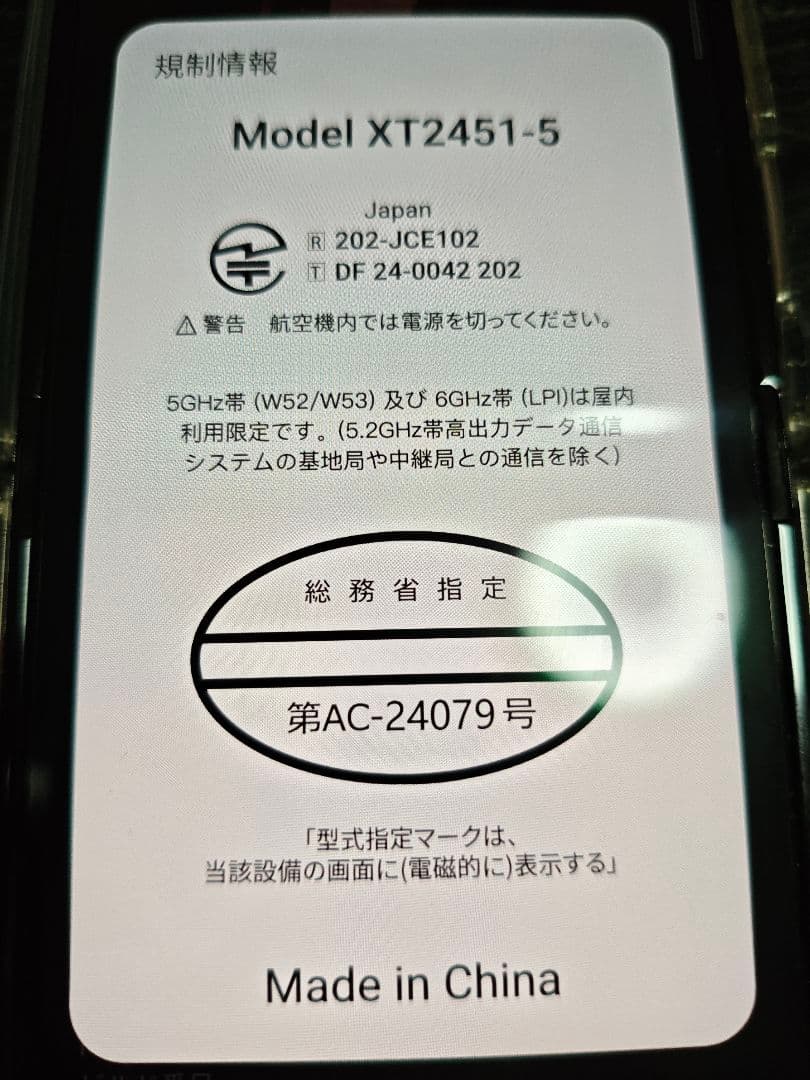 規制情報
Model XT2451-5
Japan
R 202-JCE102
T DF 24-0042 202
⚠警告 航空機内では電源を切ってください。
5GHz帯 (W52/W53) 及び 6GHz帯 (LPI)は屋内
利用限定です。(5.2GHz帯高出力データ通信
システムの基地局や中継局との通信を除く)
総務省指定
第AC-24079号
「型式指定マークは、
当該設備の画面に(電磁的に)表示する」
Made in China